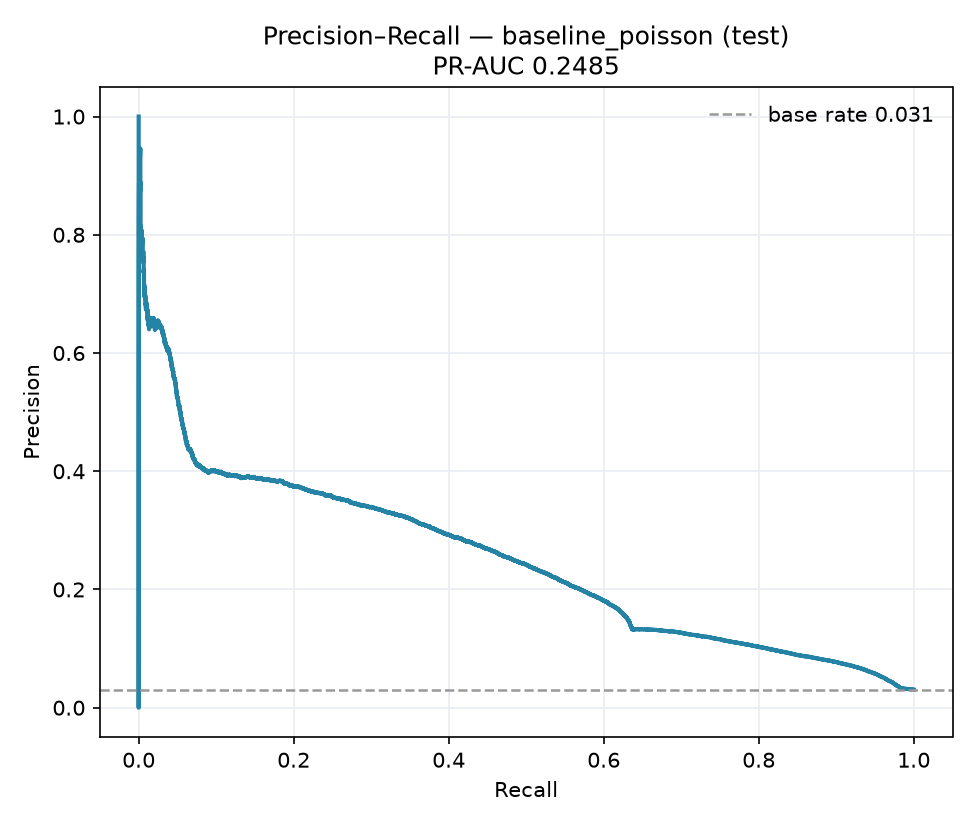 Precision–Recall — baseline_poisson (test)
PR-AUC 0.2485
base rate 0.031
1.0
0.8
0.6
0.4
0.2
0.0
Precision
0.0 0.2 0.4 0.6 0.8 1.0
Recall